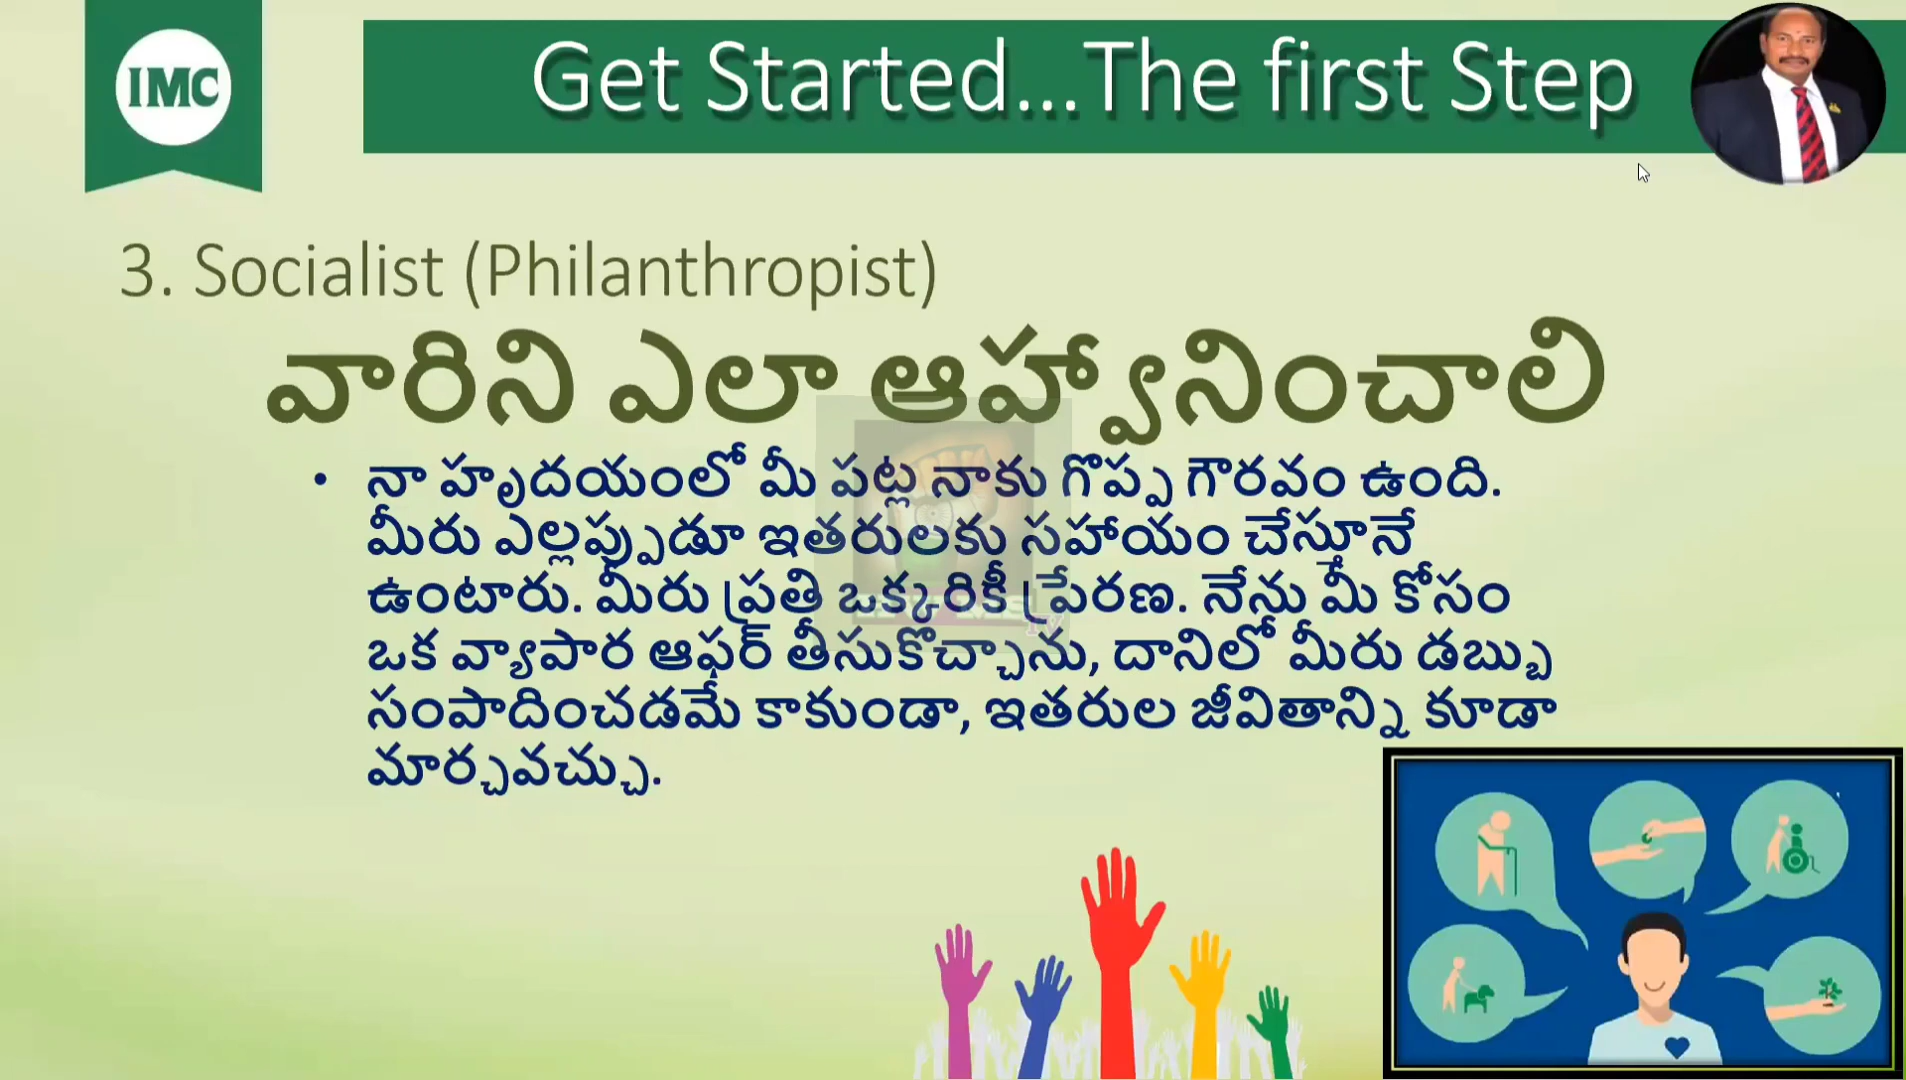 IMC
Get Started...The first Step
3. Socialist (Philanthropist)
వారిని ఎలా ఆహ్వానించాలి
• నా హృదయంలో మీ పట్ల నాకు గొప్ప గౌరవం ఉంది.
మీరు ఎల్లప్పుడూ ఇతరులకు సహాయం చేస్తూనే
ఉంటారు. మీరు ప్రతి ఒక్కరికీ ప్రేరణ. నేను మీ కోసం
ఒక వ్యాపార ఆఫర్ తీసుకొచ్చాను, దానిలో మీరు డబ్బు
సంపాదించడమే కాకుండా, ఇతరుల జీవితాన్ని కూడా
మార్చవచ్చు.